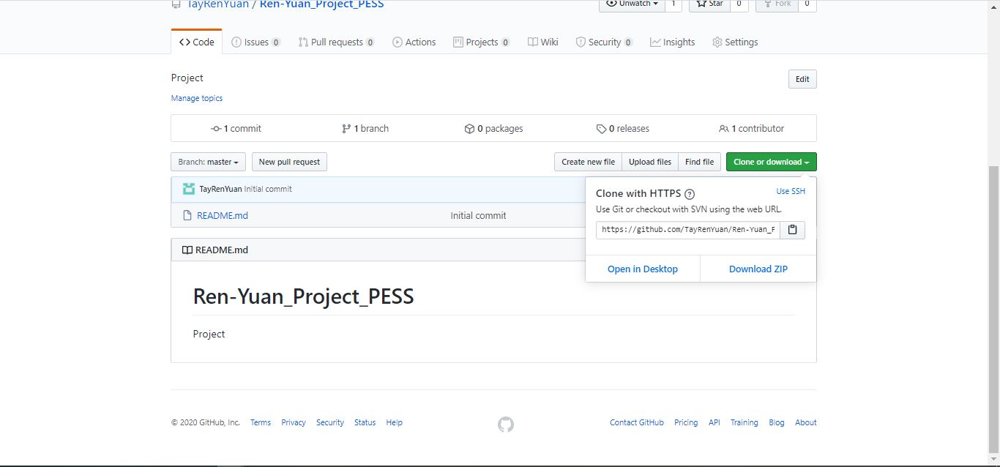 TayRenYuan / Ren-Yuan_Project_PESS
Unwatch 1 Star 0 Fork 0
Code Issues 0 Pull requests 0 Actions Projects 0 Wiki Security 0 Insights Settings
Project
Edit
Manage topics
1 commit 1 branch 0 packages 0 releases 1 contributor
Branch: master New pull request Create new file Upload files Find file Clone or download
TayRenYuan Initial commit
README.md Initial commit
Clone with HTTPS ?
Use SSH
Use Git or checkout with SVN using the web URL.
https://github.com/TayRenYuan/Ren-Yuan_P
Open in Desktop Download ZIP
README.md
Ren-Yuan_Project_PESS
Project
© 2020 GitHub, Inc. Terms Privacy Security Status Help Contact GitHub Pricing API Training Blog About